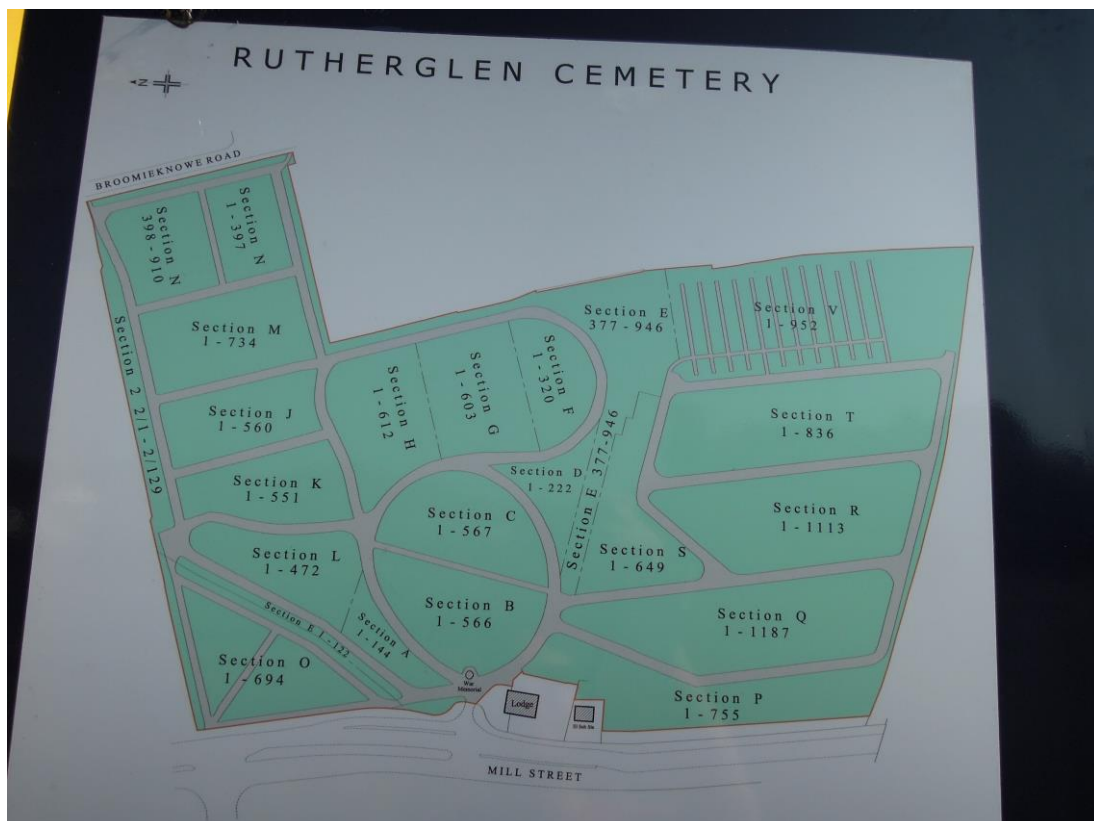 RUTHERGLEN CEMETERY
N
BROOMIEKNOWE ROAD
Section N
398 - 910
Section N
1 - 397
Section M
1 - 734
Section 2 2/1 - 2/129
Section J
1 - 560
Section K
1 - 551
Section H
1 - 612
Section G
1 - 603
Section F
1 - 320
Section E
377 - 946
Section V
1 - 952
Section T
1 - 836
Section D
1 - 222
Section E 377-946
Section R
1 - 1113
Section C
1 - 567
Section S
1 - 649
Section L
1 - 472
Section B
1 - 566
Section Q
1 - 1187
Section A
1 - 144
Section E 1 - 122
Section O
1 - 694
War
Memorial
Lodge
El Sub Stn
Section P
1 - 755
MILL STREET